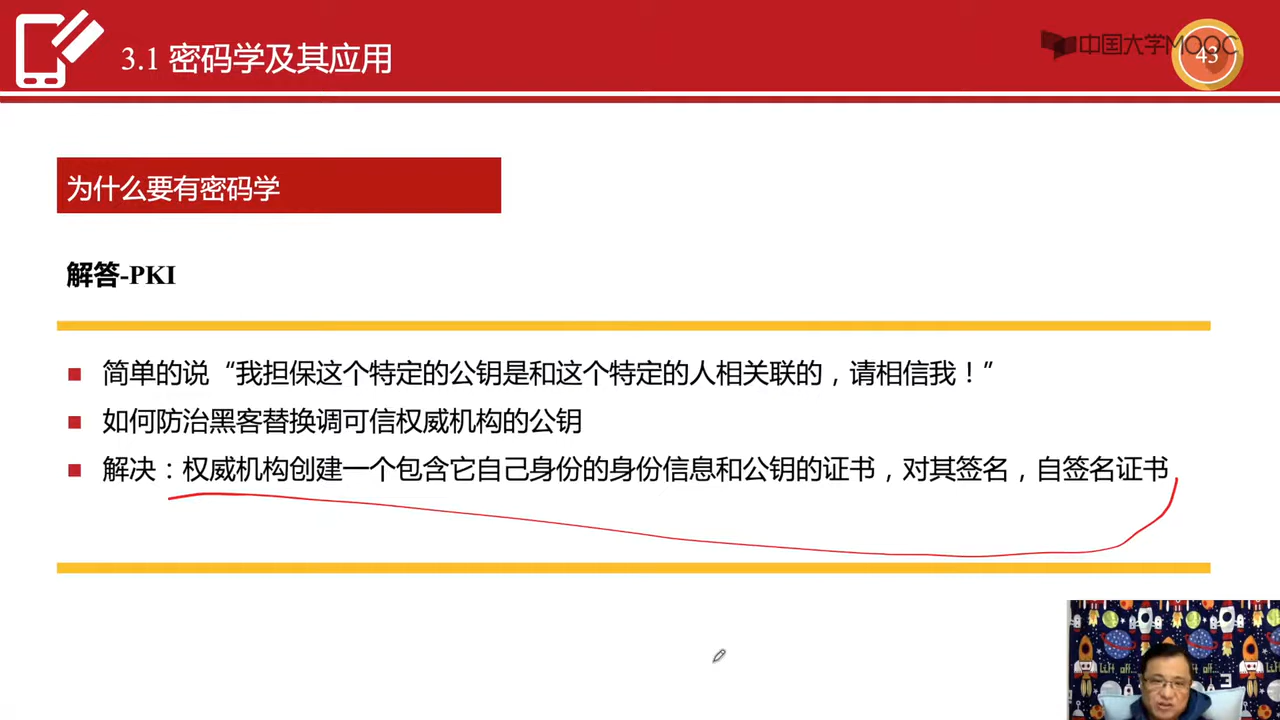 3.1 密码学及其应用
中国大学MOOC
43
为什么要有密码学
解答-PKI
简单的说“我担保这个特定的公钥是和这个特定的人相关联的，请相信我！”
如何防治黑客替换调可信权威机构的公钥
解决：权威机构创建一个包含它自己身份的身份信息和公钥的证书，对其签名，自签名证书